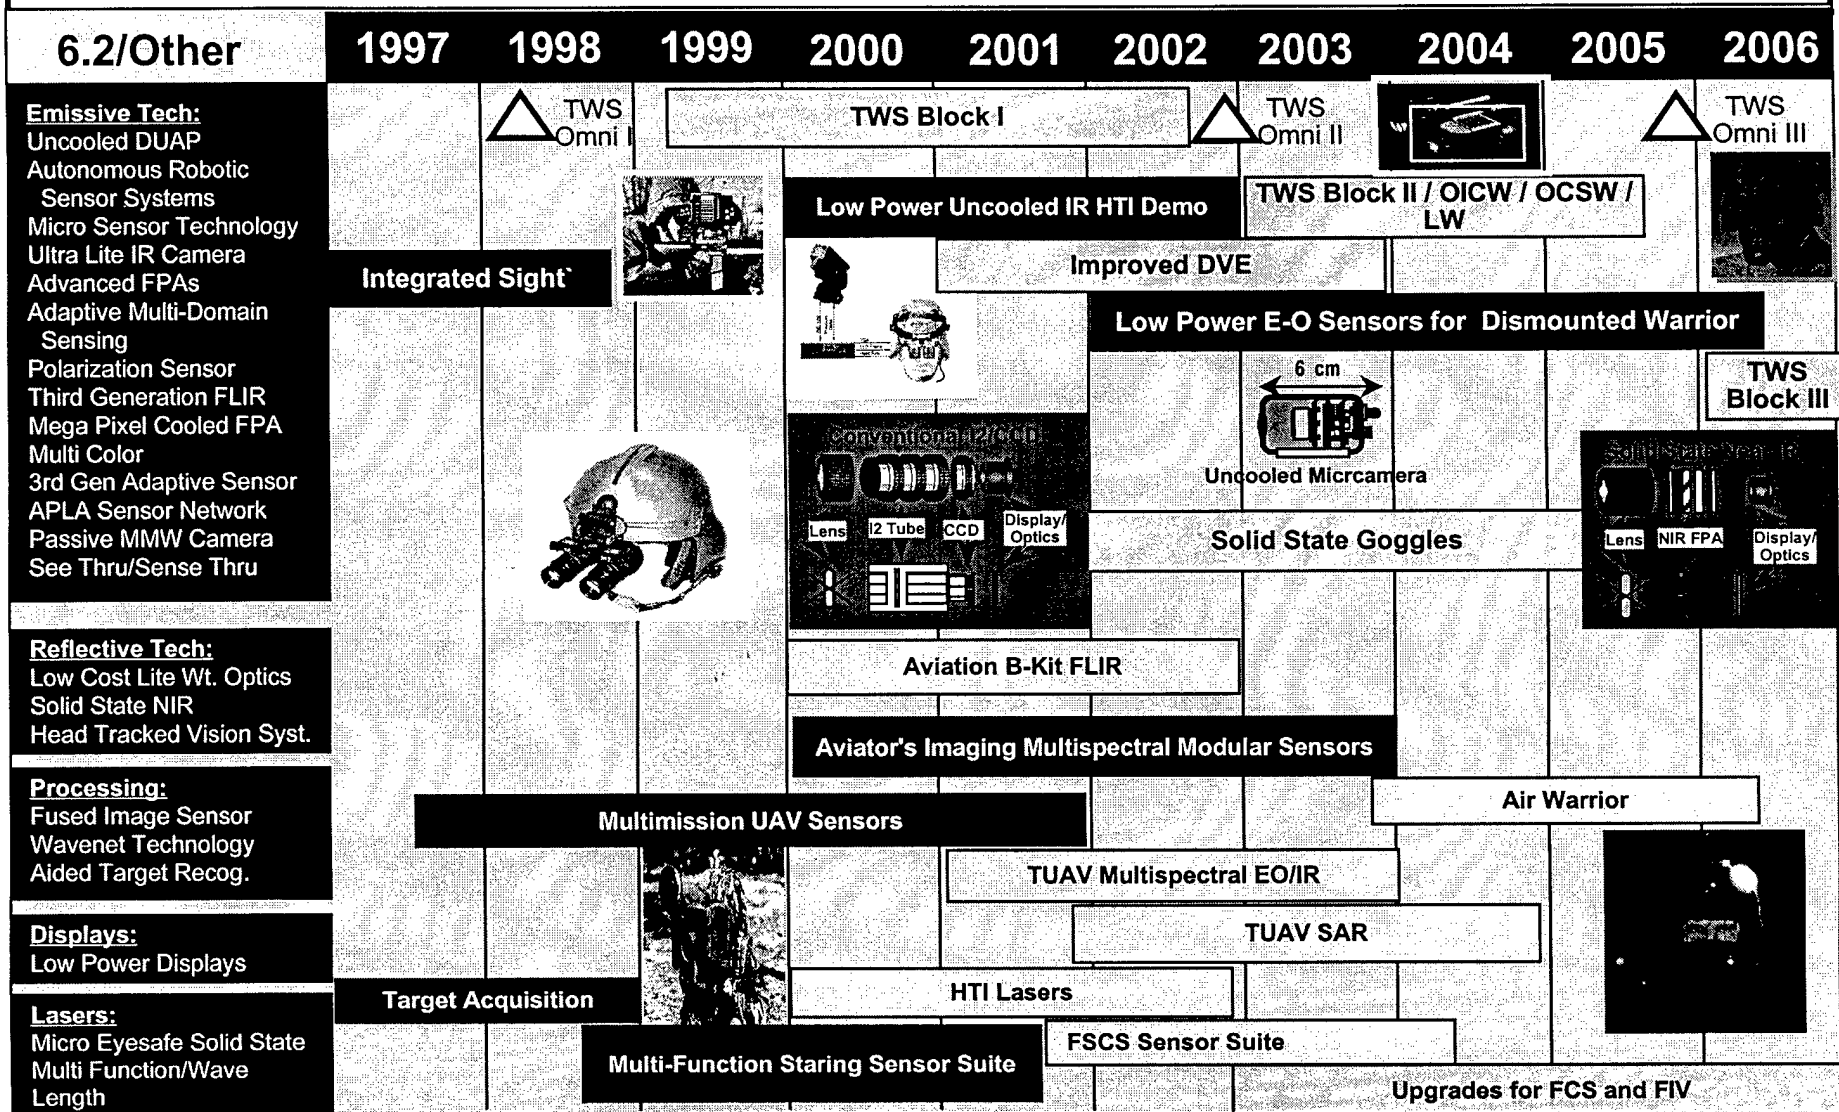 6.2/Other
1997 1998 1999 2000 2001 2002 2003 2004 2005 2006
Emissive Tech:
Uncooled DUAP
Autonomous Robotic
Sensor Systems
Micro Sensor Technology
Ultra Lite IR Camera
Advanced FPAs
Adaptive Multi-Domain
Sensing
Polarization Sensor
Third Generation FLIR
Mega Pixel Cooled FPA
Multi Color
3rd Gen Adaptive Sensor
APLA Sensor Network
Passive MMW Camera
See Thru/Sense Thru
Reflective Tech:
Low Cost Lite Wt. Optics
Solid State NIR
Head Tracked Vision Syst.
Processing:
Fused Image Sensor
Wavenet Technology
Aided Target Recog.
Displays:
Low Power Displays
Lasers:
Micro Eyesafe Solid State
Multi Function/Wave
Length
TWS
Omni I
TWS Block I
TWS
Omni II
TWS
Omni III
Low Power Uncooled IR HTI Demo
TWS Block II / OICW / OCSW /
LW
Integrated Sight`
Improved DVE
Low Power E-O Sensors for Dismounted Warrior
6 cm
Uncooled Micrcamera
TWS
Block III
Conventional I2/CCD
Lens
I2 Tube
CCD
Display/
Optics
Solid State Goggles
Solid State Near IR
Lens
NIR FPA
Display/
Optics
Aviation B-Kit FLIR
Aviator's Imaging Multispectral Modular Sensors
Air Warrior
Multimission UAV Sensors
TUAV Multispectral EO/IR
TUAV SAR
Target Acquisition
HTI Lasers
Multi-Function Staring Sensor Suite
FSCS Sensor Suite
Upgrades for FCS and FIV